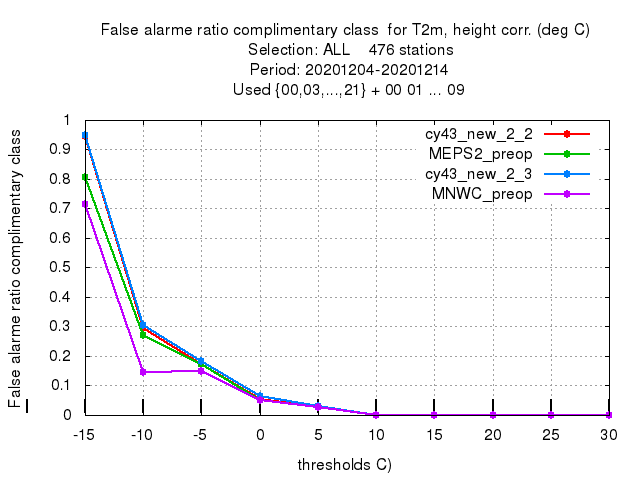 False alarme ratio complimentary class for T2m, height corr. (deg C)
Selection: ALL 476 stations
Period: 20201204-20201214
Used {00,03,...,21} + 00 01 ... 09
False alarme ratio complimentary class
1
0.9
0.8
0.7
0.6
0.5
0.4
0.3
0.2
0.1
0
cy43_new_2_2
MEPS2_preop
cy43_new_2_3
MNWC_preop
-15 -10 -5 0 5 10 15 20 25 30
thresholds C)